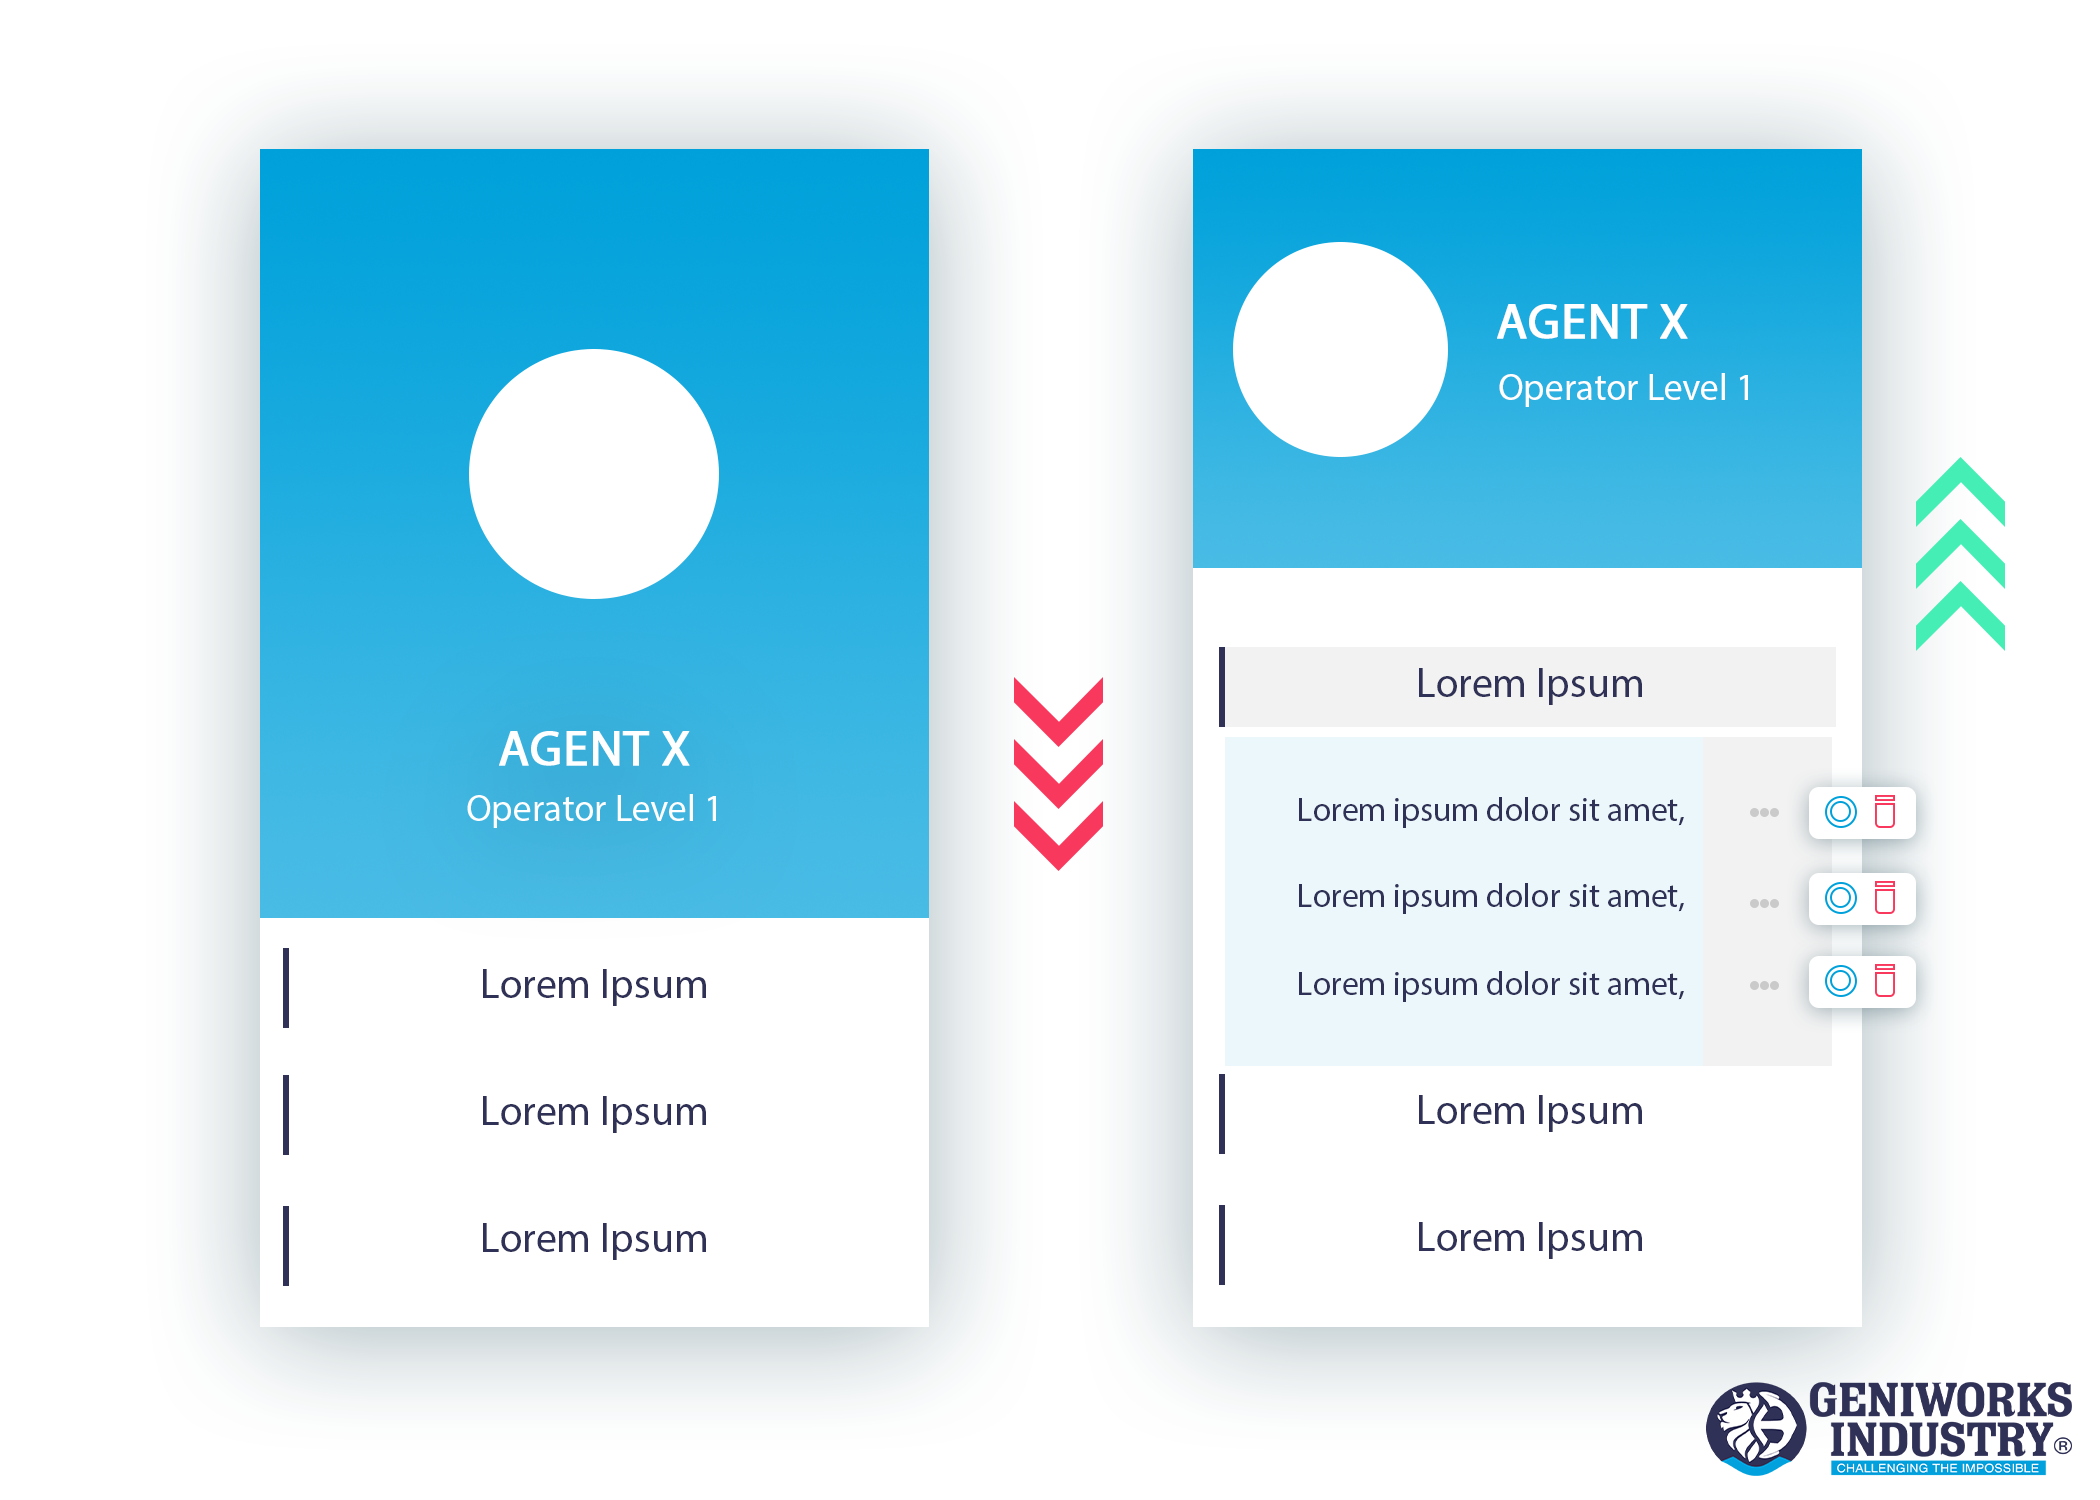 AGENT X
Operator Level 1
Lorem Ipsum
Lorem Ipsum
Lorem Ipsum
AGENT X
Operator Level 1
Lorem Ipsum
Lorem ipsum dolor sit amet,
Lorem ipsum dolor sit amet,
Lorem ipsum dolor sit amet,
Lorem Ipsum
Lorem Ipsum
GENIWORKS
INDUSTRY®
CHALLENGING THE IMPOSSIBLE